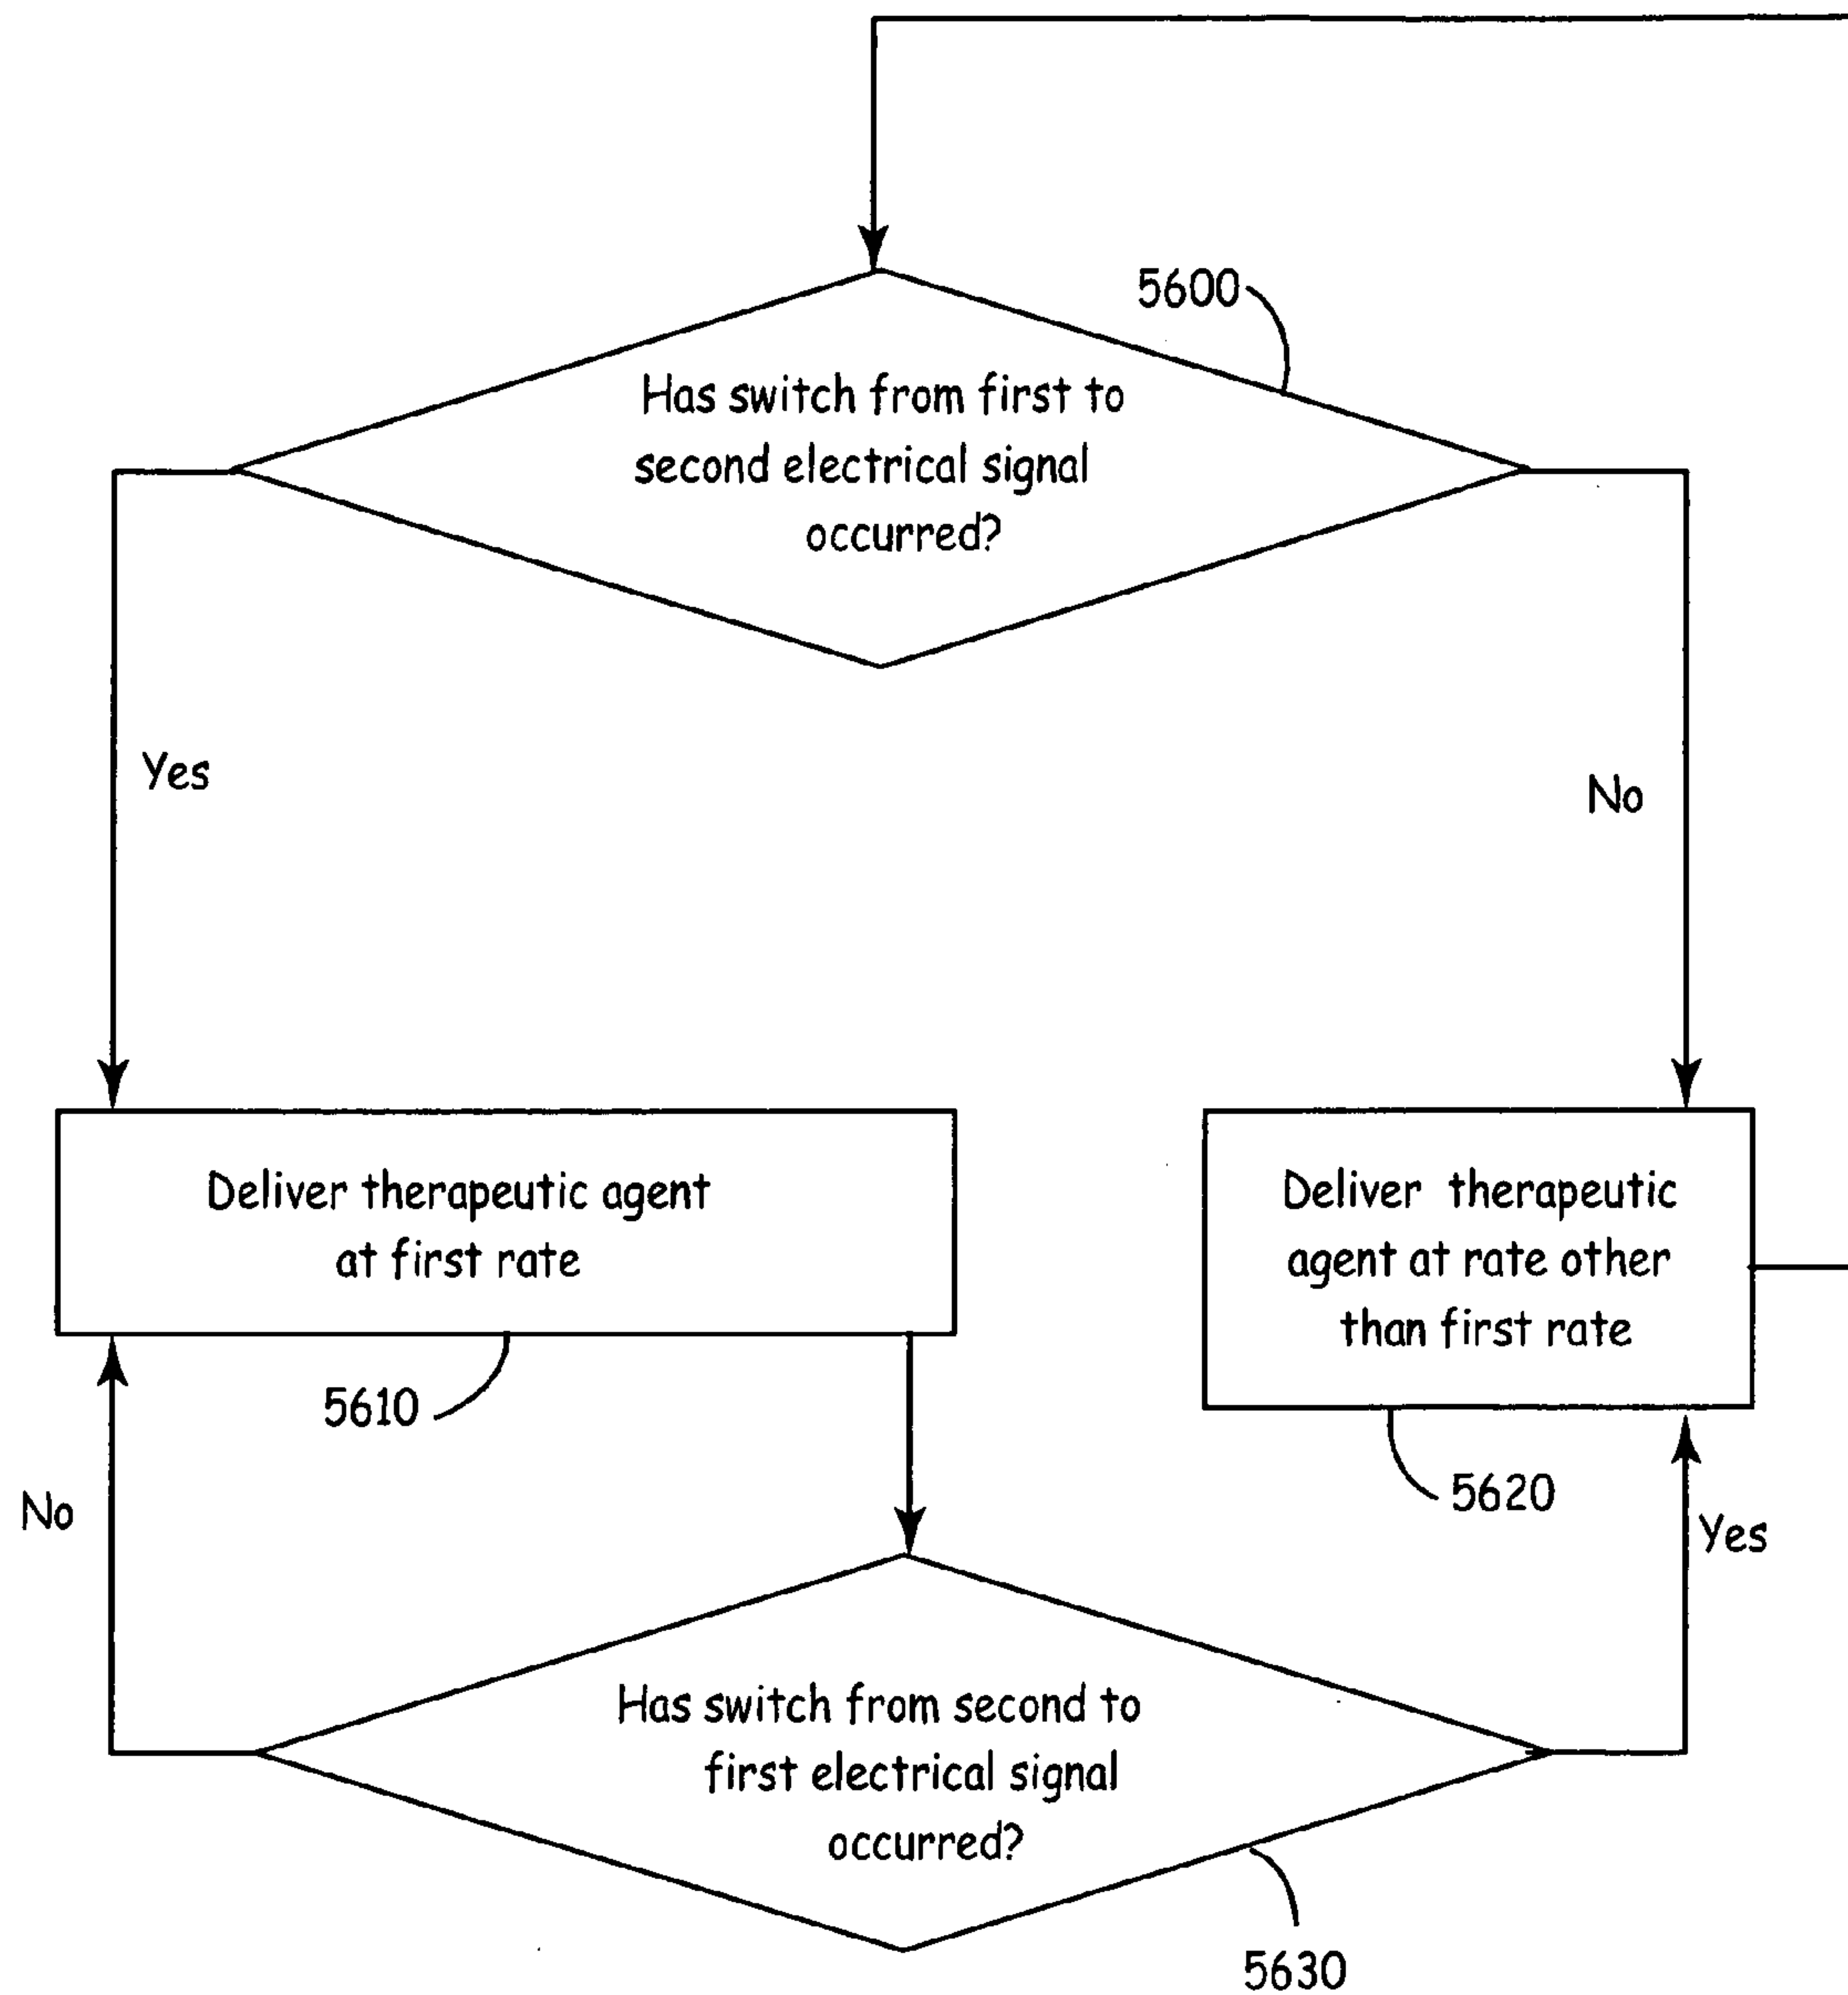 5600
Has switch from first to
second electrical signal
occurred?
Yes
No
Deliver therapeutic agent
at first rate
Deliver therapeutic
agent at rate other
than first rate
5610
5620
No
Yes
Has switch from second to
first electrical signal
occurred?
5630